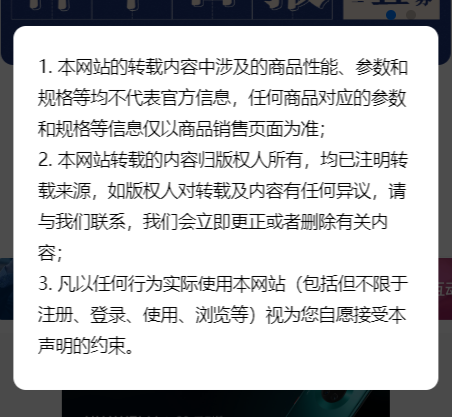 1. 本网站的转载内容中涉及的商品性能、参数和
规格等均不代表官方信息，任何商品对应的参数
和规格等信息仅以商品销售页面为准；
2. 本网站转载的内容归版权人所有，均已注明转
载来源，如版权人对转载及内容有任何异议，请
与我们联系，我们会立即更正或者删除有关内
容；
3. 凡以任何行为实际使用本网站（包括但不限于
注册、登录、使用、浏览等）视为您自愿接受本
声明的约束。